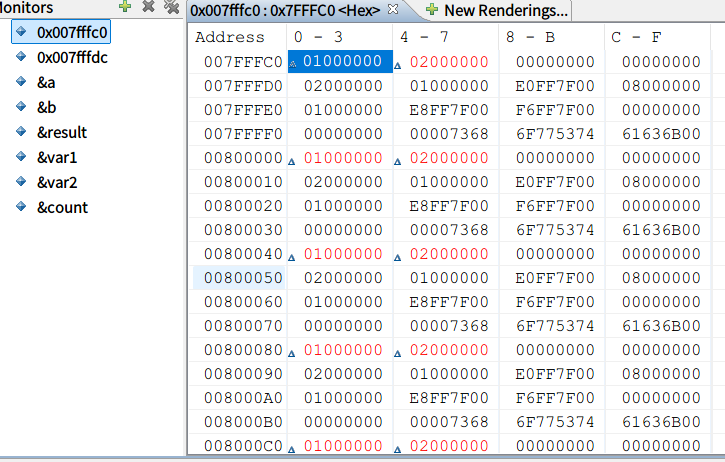 Monitors
0x007fffc0
0x007fffdc
&a
&b
&result
&var1
&var2
&count
0x007fffc0 : 0x7FFFC0 <Hex> New Renderings...
Address 0 - 3 4 - 7 8 - B C - F
007FFFC0 01000000 02000000 00000000 00000000
007FFFD0 02000000 01000000 E0FF7F00 08000000
007FFFE0 01000000 E8FF7F00 F6FF7F00 00000000
007FFFF0 00000000 00007368 6F775374 61636B00
00800000 01000000 02000000 00000000 00000000
00800010 02000000 01000000 E0FF7F00 08000000
00800020 01000000 E8FF7F00 F6FF7F00 00000000
00800030 00000000 00007368 6F775374 61636B00
00800040 01000000 02000000 00000000 00000000
00800050 02000000 01000000 E0FF7F00 08000000
00800060 01000000 E8FF7F00 F6FF7F00 00000000
00800070 00000000 00007368 6F775374 61636B00
00800080 01000000 02000000 00000000 00000000
00800090 02000000 01000000 E0FF7F00 08000000
008000A0 01000000 E8FF7F00 F6FF7F00 00000000
008000B0 00000000 00007368 6F775374 61636B00
008000C0 01000000 02000000 00000000 00000000